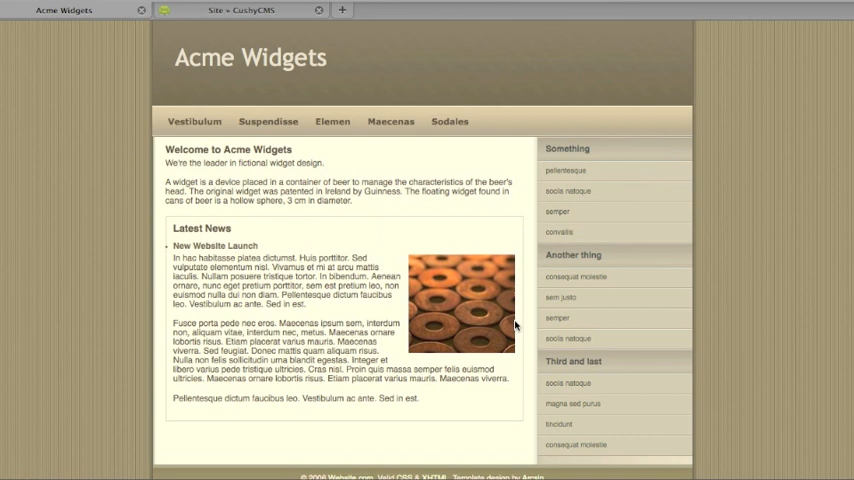 Acme Widgets
Site » CushyCMS
Acme Widgets
Vestibulum Suspendisse Elemen Maecenas Sodales
Welcome to Acme Widgets
We're the leader in fictional widget design.
A widget is a device placed in a container of beer to manage the characteristics of the beer's
head. The original widget was patented in Ireland by Guinness. The floating widget found in
cans of beer is a hollow sphere, 3 cm in diameter.
Latest News
New Website Launch
In hac habitasse platea dictumst. Huis porttitor. Sed
vulputate elementum nisl. Vivamus et mi at arcu mattis
iaculis. Nullam posuere tristique tortor. In bibendum. Aenean
ornare, nunc eget pretium porttitor, sem est pretium leo, non
euismod nulla dui non diam. Pellentesque dictum faucibus
leo. Vestibulum ac ante. Sed in est.
Fusce porta pede nec eros. Maecenas ipsum sem, interdum
non, aliquam vitae, interdum nec, metus. Maecenas ornare
lobortis risus. Etiam placerat varius mauris. Maecenas
viverra. Sed feugiat. Donec mattis quam aliquam risus.
Nulla non felis sollicitudin urna blandit egestas. Integer et
libero varius pede tristique ultricies. Cras nisl. Proin quis massa semper felis euismod
ultricies. Maecenas ornare lobortis risus. Etiam placerat varius mauris. Maecenas viverra.
Pellentesque dictum faucibus leo. Vestibulum ac ante. Sed in est.
Something
pellentesque
sociis natoque
semper
convallis
Another thing
consequat molestie
sem justo
semper
sociis natoque
Third and last
sociis natoque
magna sed purus
tincidunt
consequat molestie
© 2006 Website.com. Valid CSS & XHTML. Template design by Arcsin